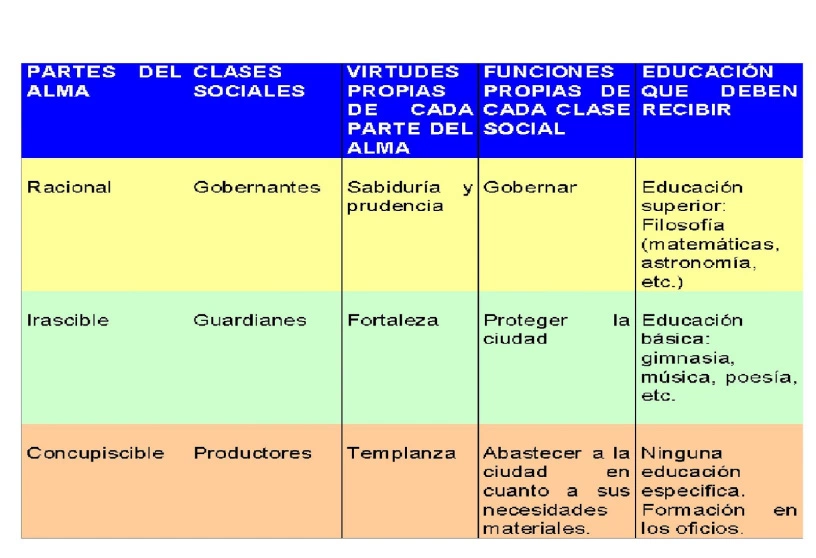 PARTES DEL ALMA
CLASES SOCIALES
VIRTUDES PROPIAS DE CADA PARTE DEL ALMA
FUNCIONES PROPIAS DE CADA CLASE SOCIAL
EDUCACIÓN QUE DEBEN RECIBIR
Racional
Gobernantes
Sabiduría y prudencia
Gobernar
Educación superior: Filosofía (matemáticas, astronomía, etc.)
Irascible
Guardianes
Fortaleza
Proteger la ciudad
Educación básica: gimnasia, música, poesía, etc.
Concupiscible
Productores
Templanza
Abastecer a la ciudad en cuanto a sus necesidades materiales.
Ninguna educación especifica. Formación en los oficios.